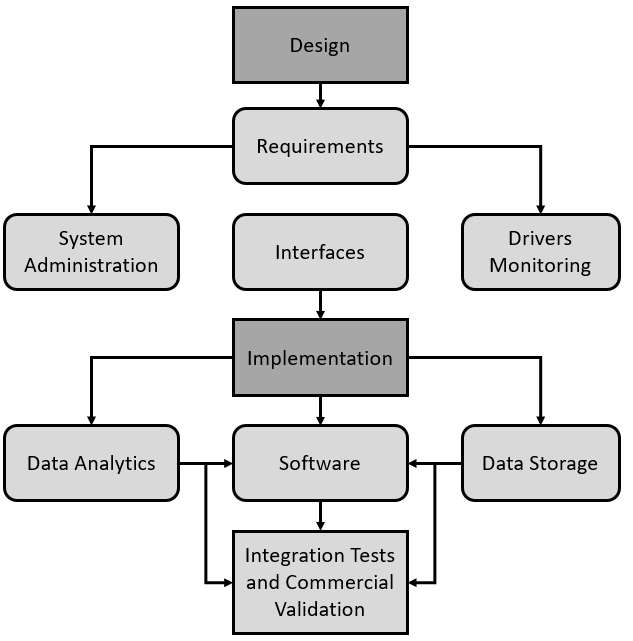 Design
Requirements
System
Administration
Interfaces
Drivers
Monitoring
Implementation
Data Analytics
Software
Data Storage
Integration Tests
and Commercial
Validation